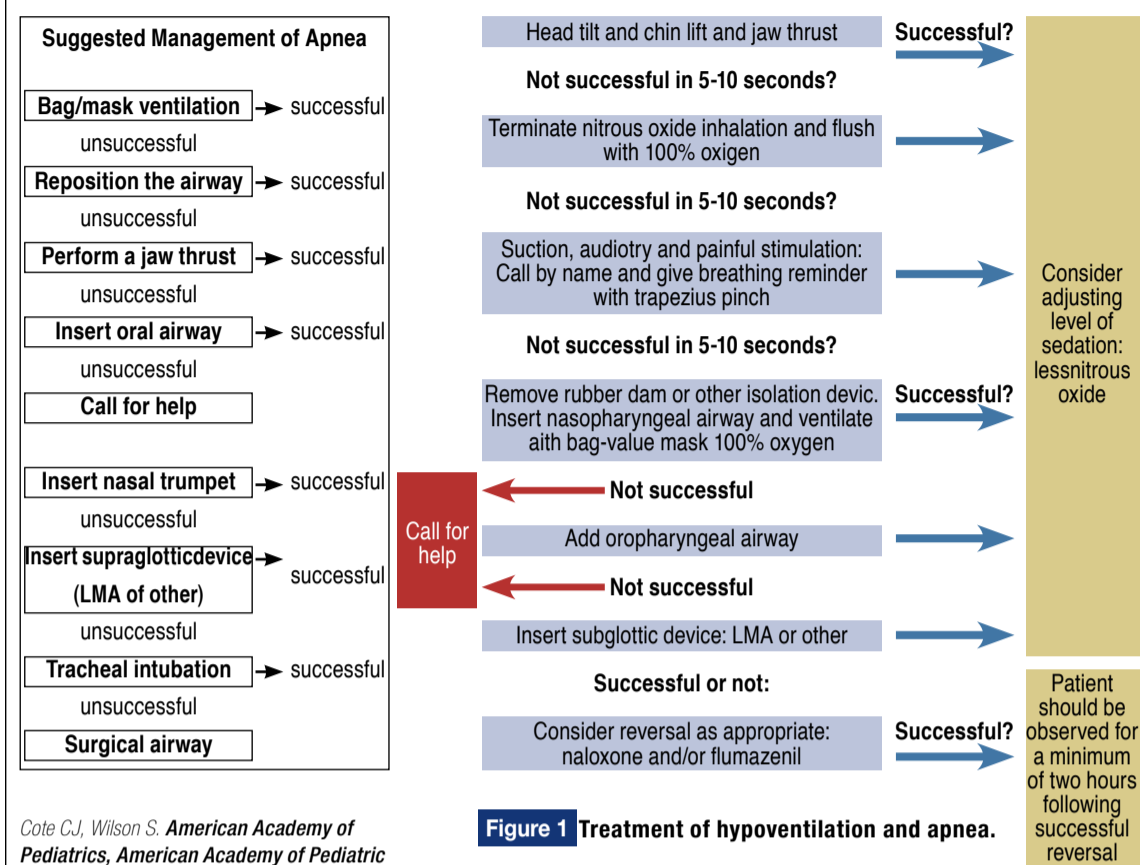 Suggested Management of Apnea
Bag/mask ventilation successful
unsuccessful
Reposition the airway successful
unsuccessful
Perform a jaw thrust successful
unsuccessful
Insert oral airway successful
unsuccessful
Call for help
Insert nasal trumpet successful
unsuccessful
Insert supraglotticdevice
(LMA of other)
successful
unsuccessful
Tracheal intubation successful
unsuccessful
Surgical airway
Cote CJ, Wilson S. American Academy of
Pediatrics, American Academy of Pediatric
Head tilt and chin lift and jaw thrust
Successful?
Not successful in 5-10 seconds?
Terminate nitrous oxide inhalation and flush
with 100% oxigen
Not successful in 5-10 seconds?
Suction, audiotry and painful stimulation:
Call by name and give breathing reminder
with trapezius pinch
Not successful in 5-10 seconds?
Remove rubber dam or other isolation devic.
Insert nasopharyngeal airway and ventilate
aith bag-value mask 100% oxygen
Successful?
Not successful
Call for
help
Add oropharyngeal airway
Not successful
Insert subglottic device: LMA or other
Successful or not:
Consider reversal as appropriate:
naloxone and/or flumazenil
Successful?
Consider
adjusting
level of
sedation:
lessnitrous
oxide
Patient
should be
observed for
a minimum
of two hours
following
successful
reversal
Figure 1 Treatment of hypoventilation and apnea.